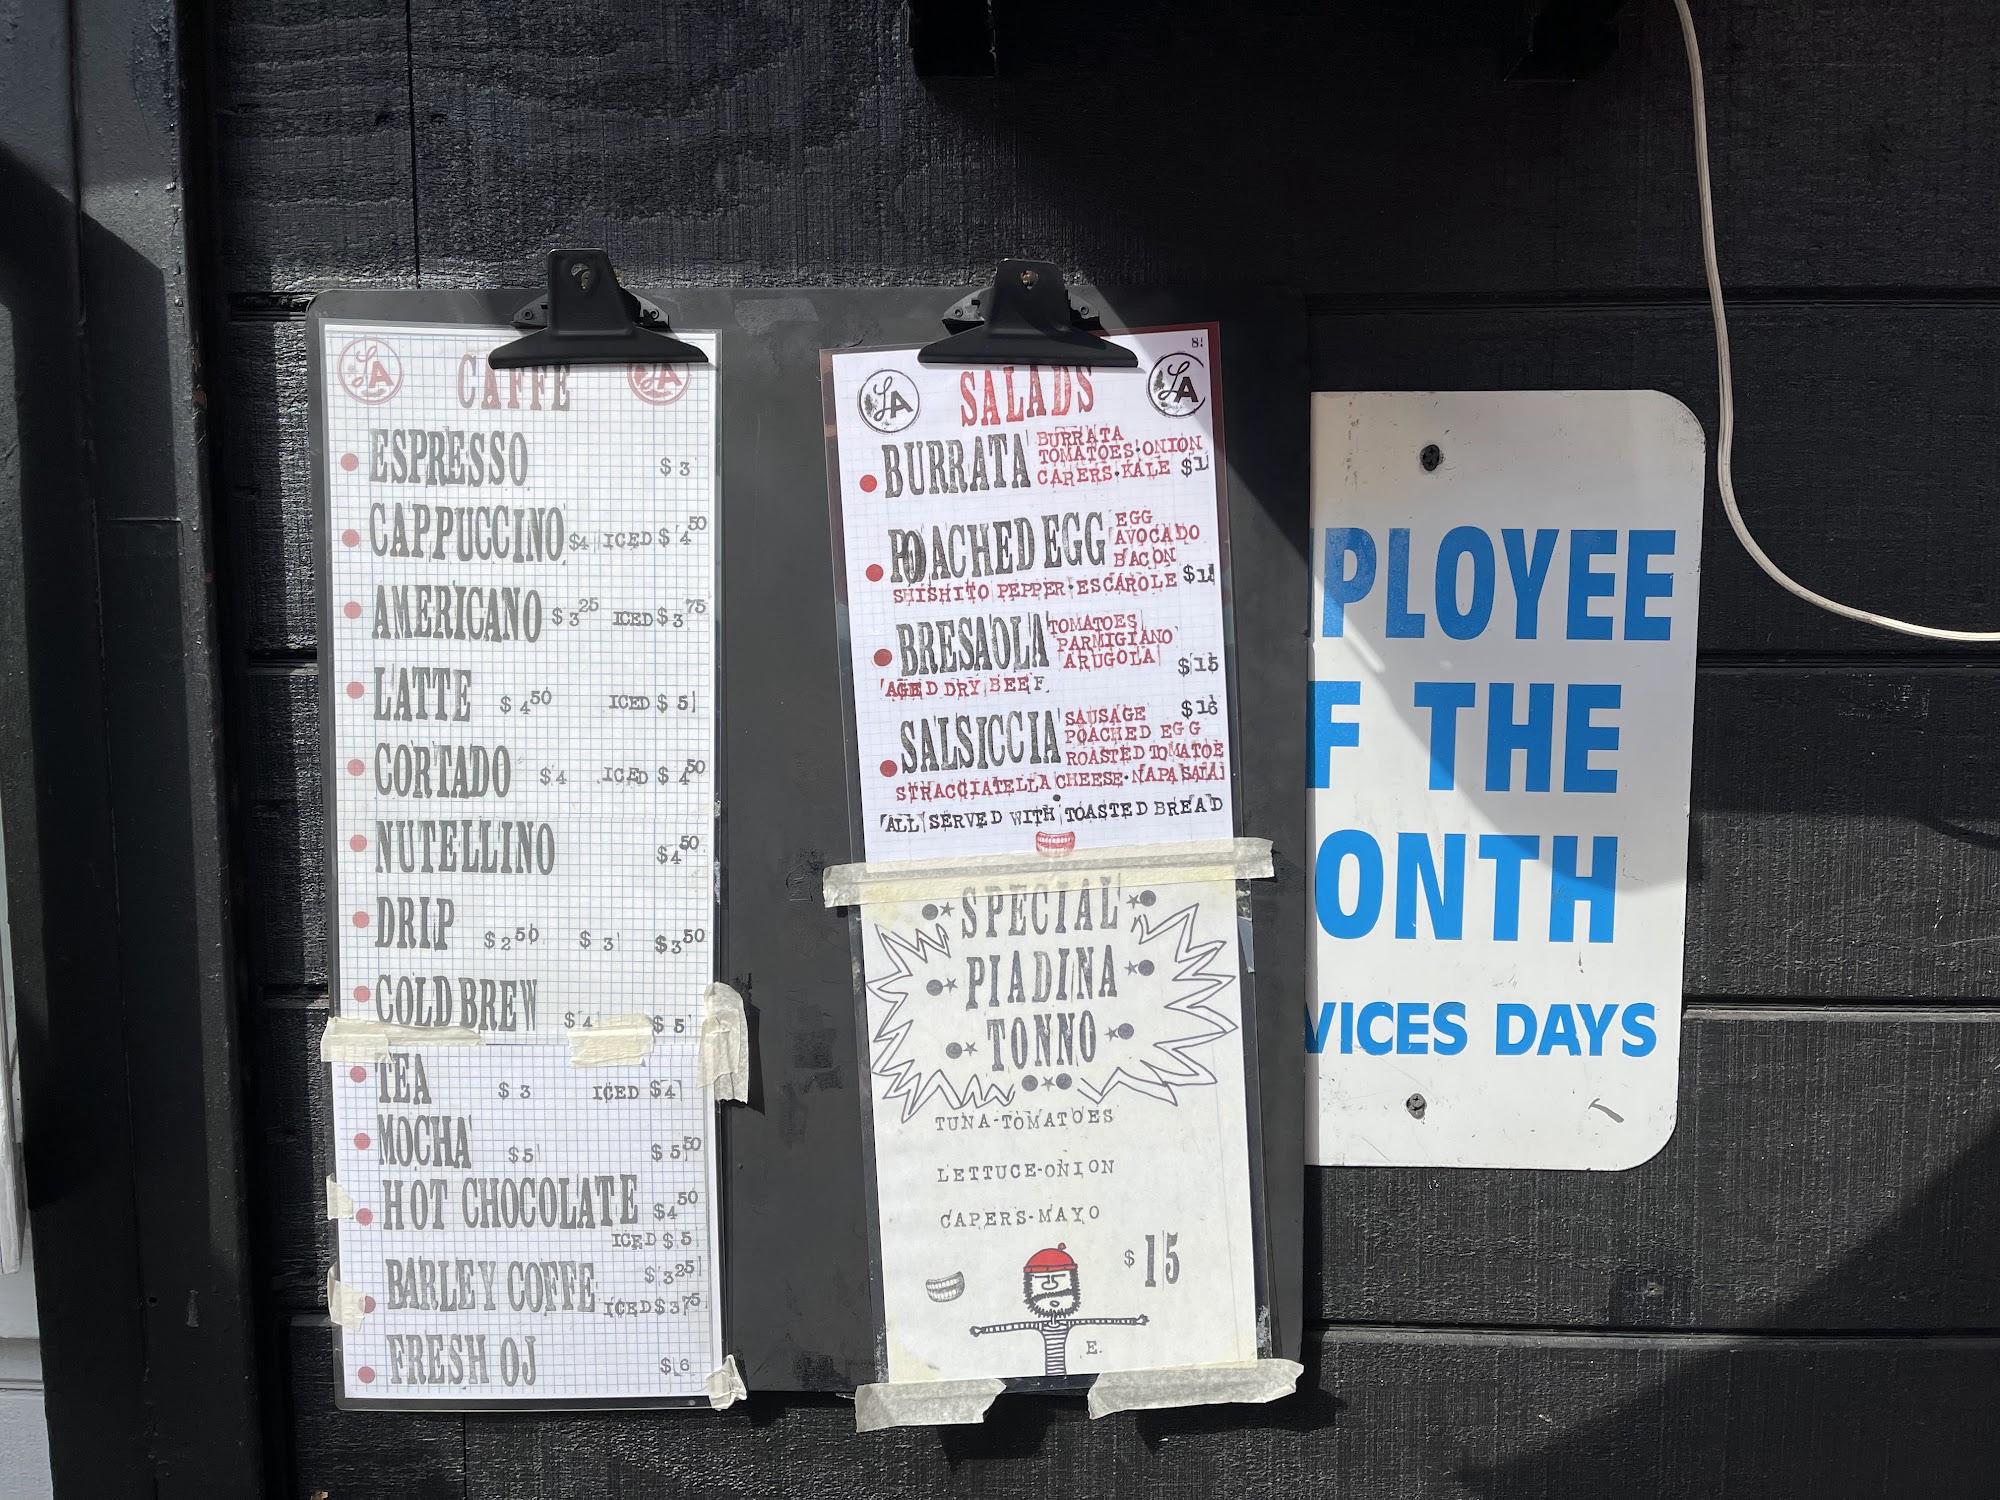 LA CAFFE LA
ESPRESSO $3
CAPPUCCINO $4 ICED $4 50
AMERICANO $3 25 ICED $3 75
LATTE $4 50 ICED $5
CORTADO $4 ICED $4 50
NUTELLINO $4 50
DRIP $2 50 $3 $3 50
COLD BREW $4 $5
TEA $3 ICED $4
MOCHA $5 $5 50
HOT CHOCOLATE $4 50
ICED $5
BARLEY COFFE $3 25
ICED $3 75
FRESH OJ $6
LA SALADS LA
BURRATA BURRATA
TOMATOES·ONION
CAPERS·KALE
POACHED EGG EGG
AVOCADO
BACON
SHISHITO PEPPER·ESCAROLE
BRESAOLA TOMATOES
PARMIGIANO
ARUGOLA $15
AGED DRY BEEF
SALSICCIA SAUSAGE $16
POACHED EGG
ROASTED TOMATOE
STRACCIATELLA CHEESE·NAPA
ALL SERVED WITH TOASTED BREAD
SPECIAL
PIADINA
TONNO
TUNA-TOMATOES
LETTUCE-ONION
CAPERS-MAYO
$15
E.
PLOYEE
F THE
ONTH
VICES DAYS